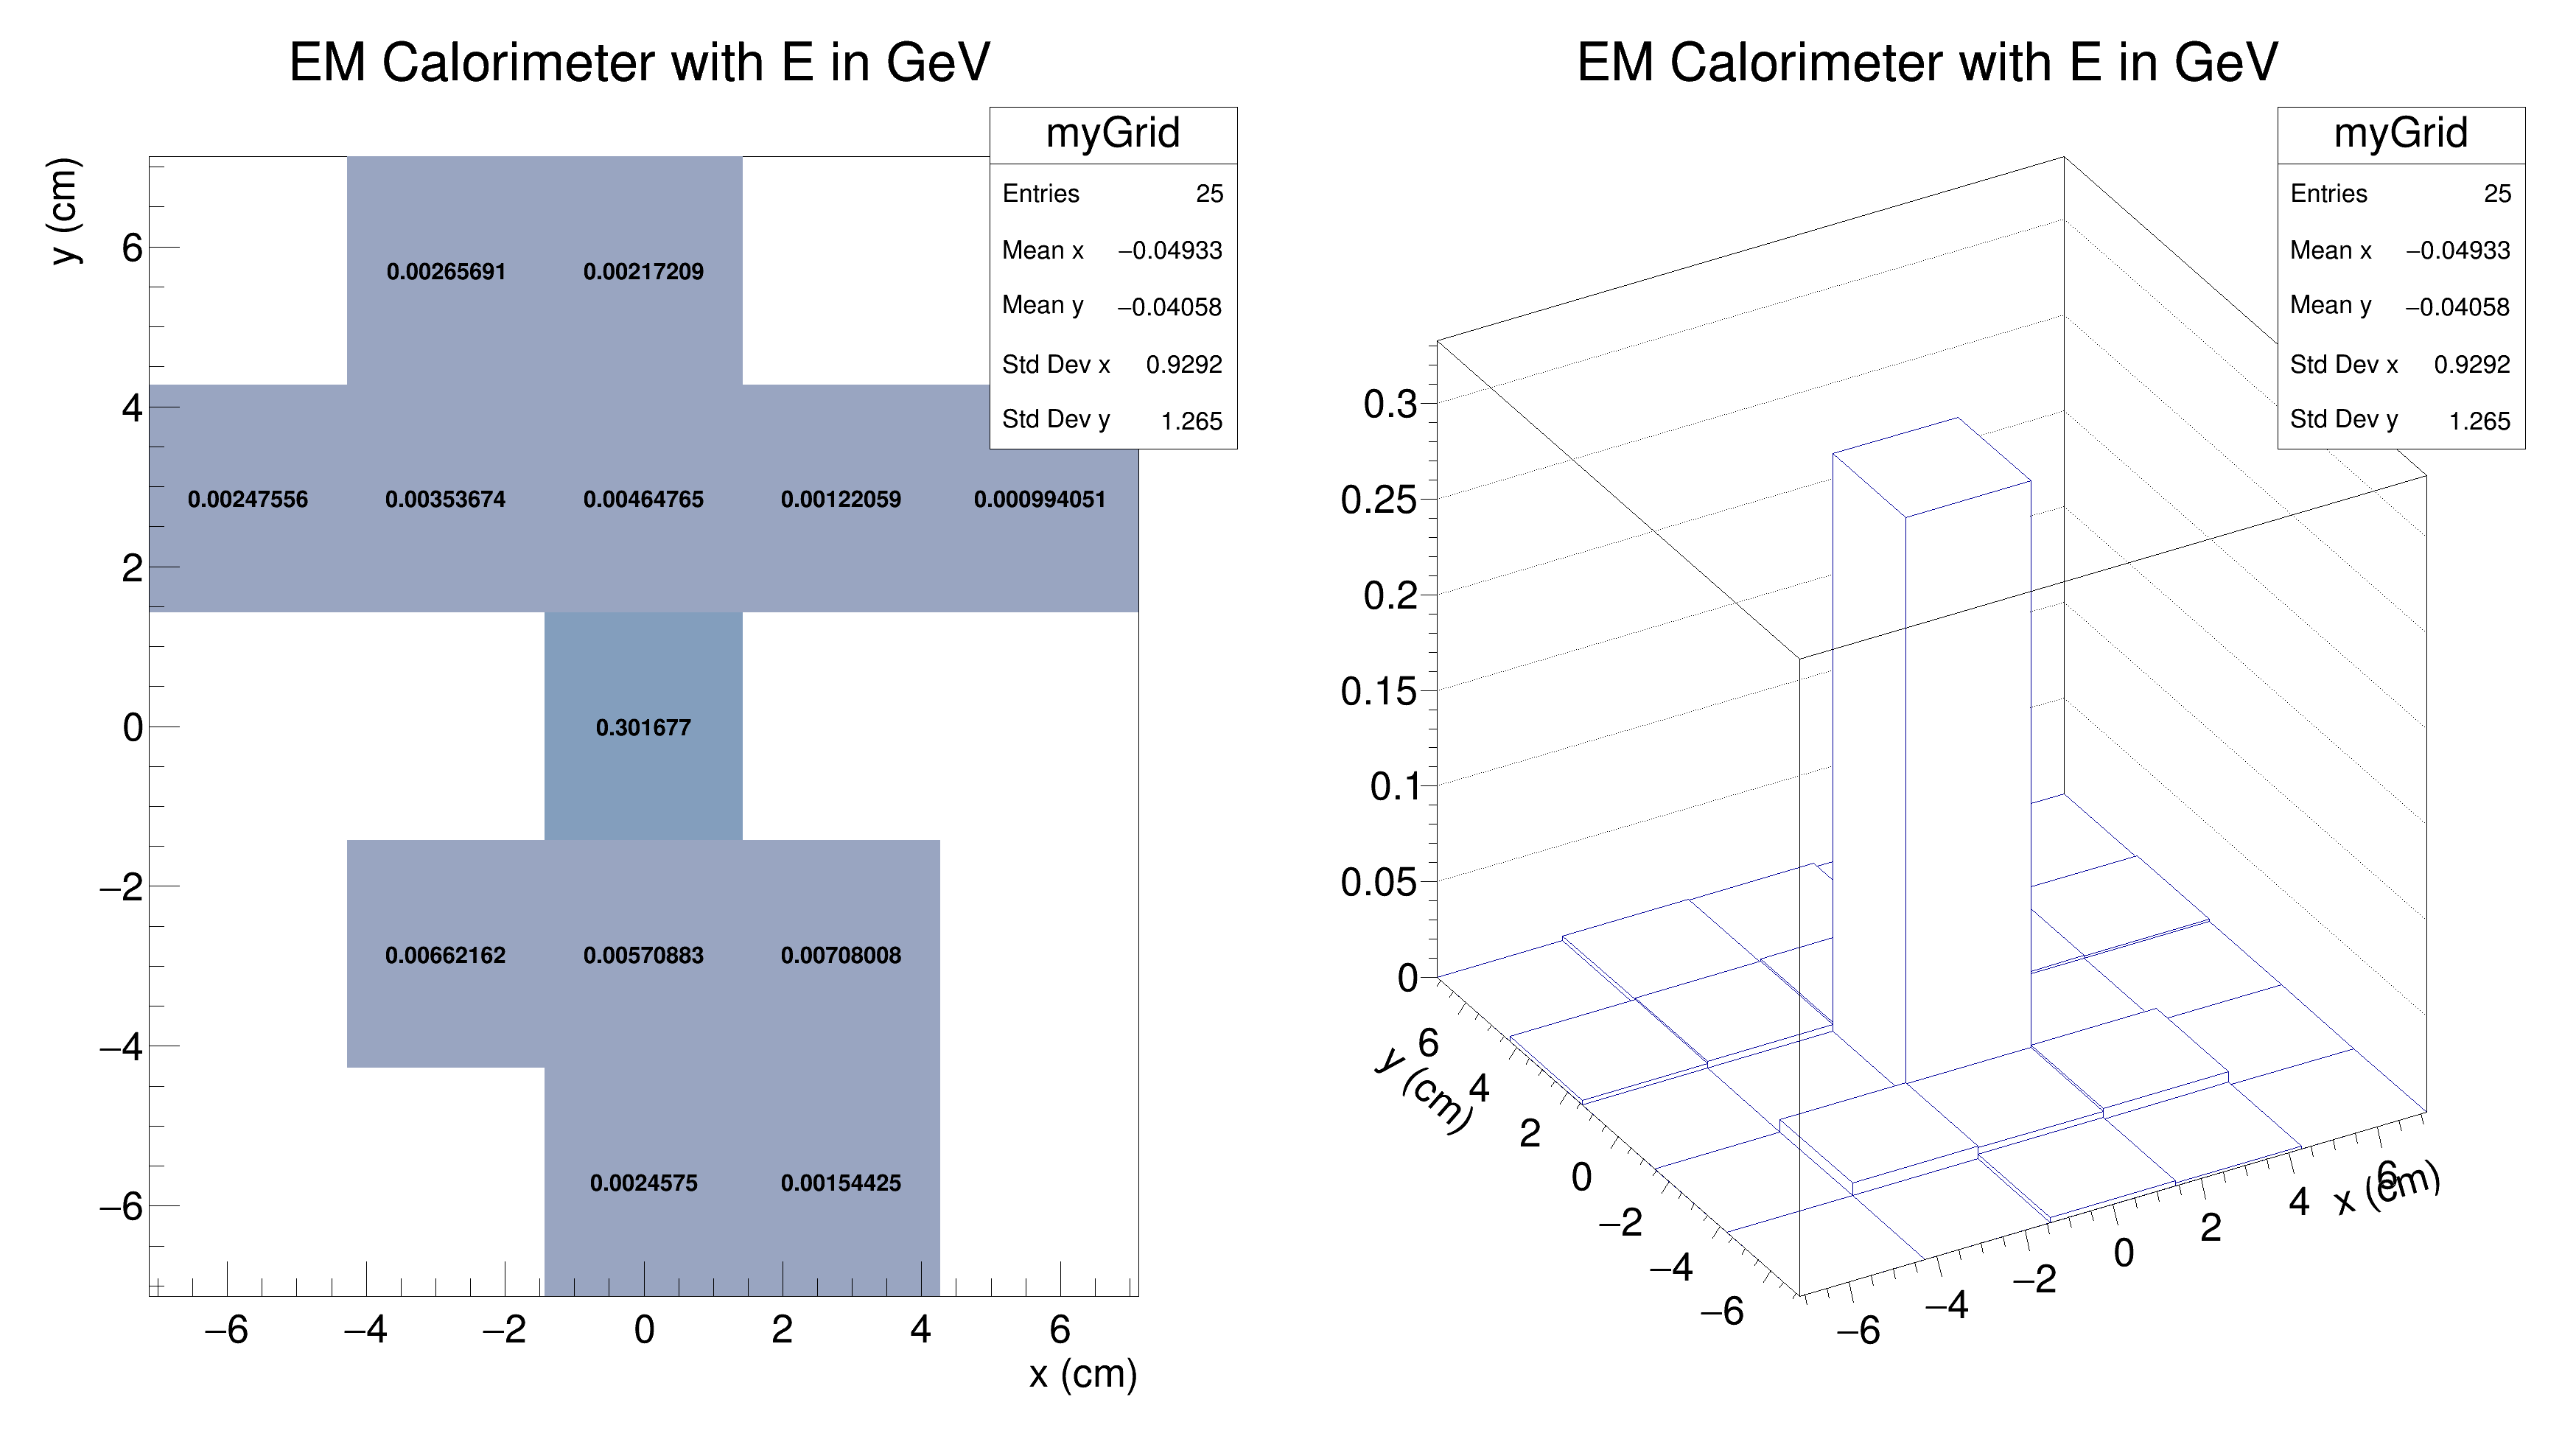 EM Calorimeter with E in GeV
myGrid
Entries 25
Mean x −0.04933
Mean y −0.04058
Std Dev x 0.9292
Std Dev y 1.265
y (cm)
6
4
2
0
−2
−4
−6
0.00265691 0.00217209
0.00247556 0.00353674 0.00464765 0.00122059 0.000994051
0.301677
0.00662162 0.00570883 0.00708008
0.0024575 0.00154425
−6 −4 −2 0 2 4 6
x (cm)
EM Calorimeter with E in GeV
myGrid
Entries 25
Mean x −0.04933
Mean y −0.04058
Std Dev x 0.9292
Std Dev y 1.265
0.3
0.25
0.2
0.15
0.1
0.05
0
y (cm)
6
4
2
0
−2
−4
−6
−6 −4 −2 0 2 4 6
x (cm)